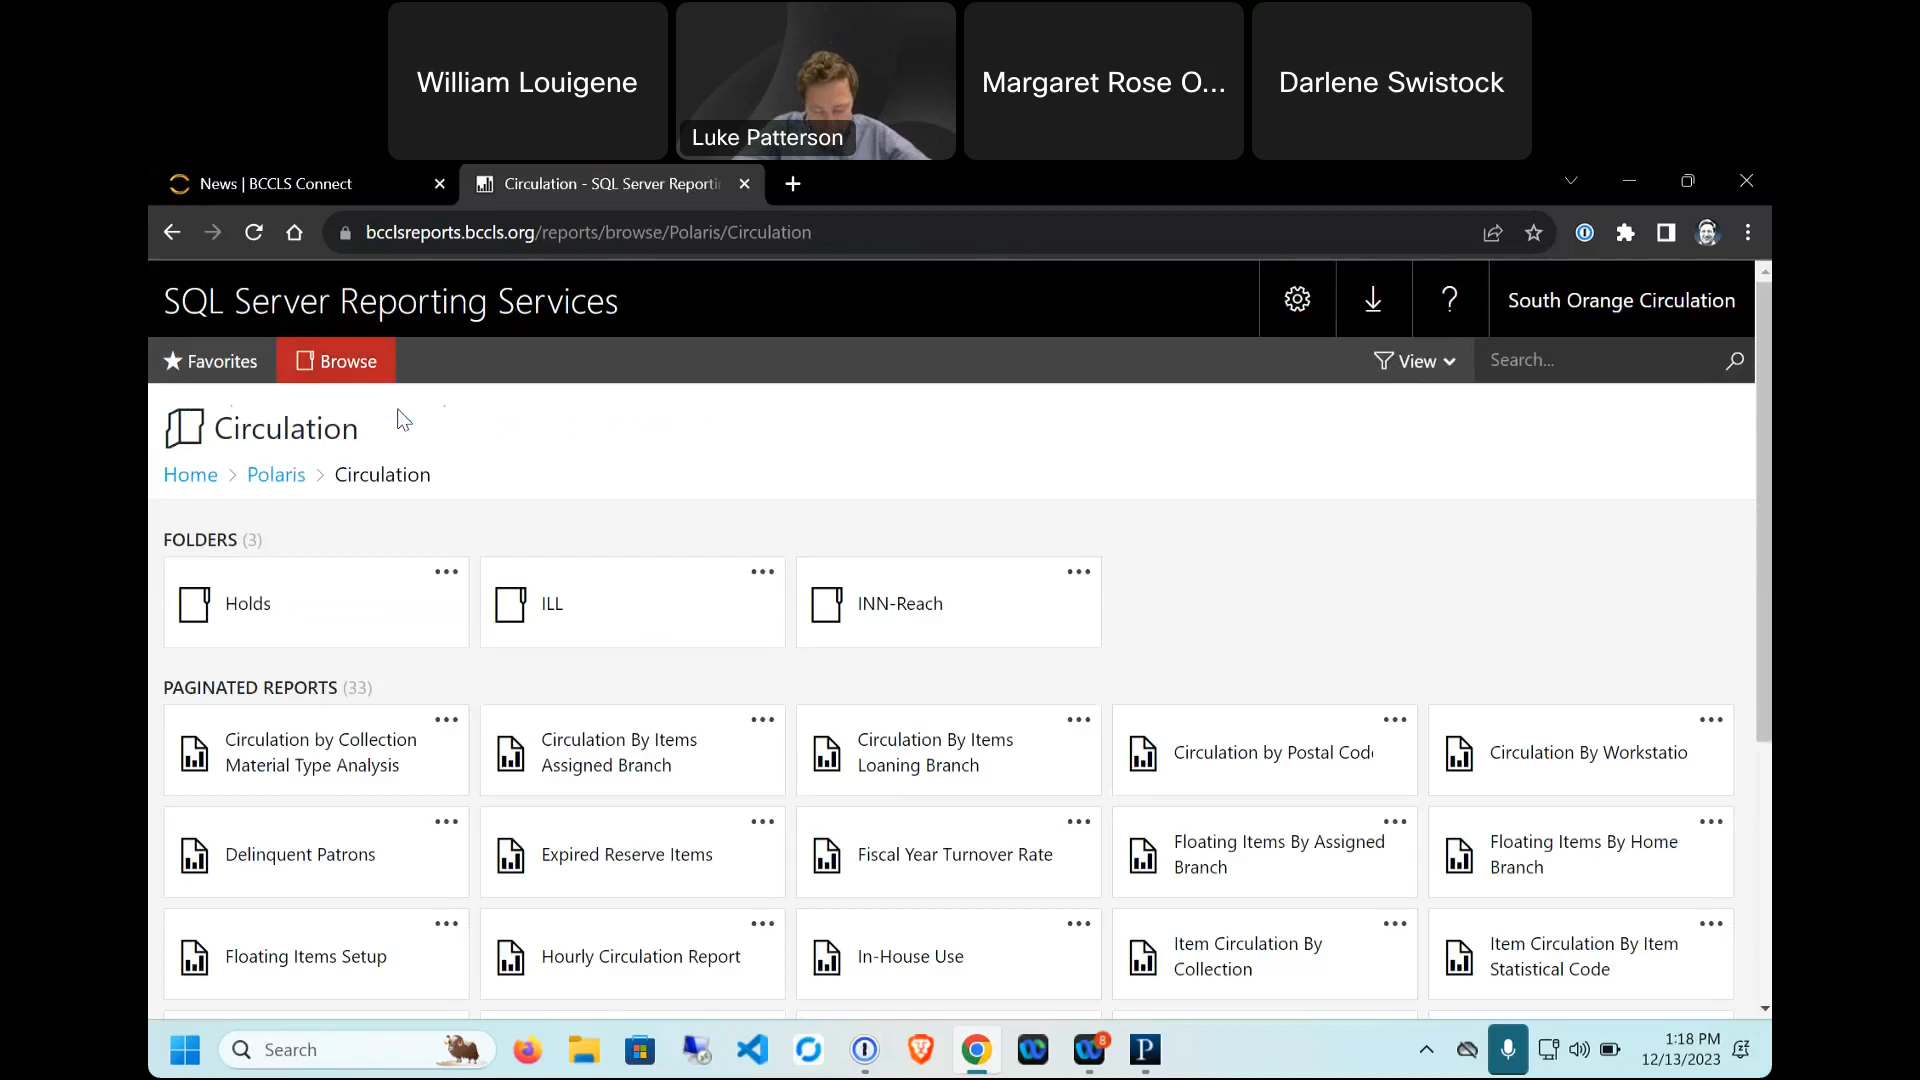 William Louigene
Luke Patterson
Margaret Rose O...
Darlene Swistock
News | BCCLS Connect
Circulation - SQL Server Reporti
bcclsreports.bccls.org/reports/browse/Polaris/Circulation
SQL Server Reporting Services
?
South Orange Circulation
Favorites
Browse
View
Search...
Circulation
Home > Polaris > Circulation
FOLDERS (3)
Holds
ILL
INN-Reach
PAGINATED REPORTS (33)
Circulation by Collection
Material Type Analysis
Circulation By Items
Assigned Branch
Circulation By Items
Loaning Branch
Circulation by Postal Cod
Circulation By Workstatio
Delinquent Patrons
Expired Reserve Items
Fiscal Year Turnover Rate
Floating Items By Assigned
Branch
Floating Items By Home
Branch
Floating Items Setup
Hourly Circulation Report
In-House Use
Item Circulation By
Collection
Item Circulation By Item
Statistical Code
Search
8
P
1:18 PM
12/13/2023